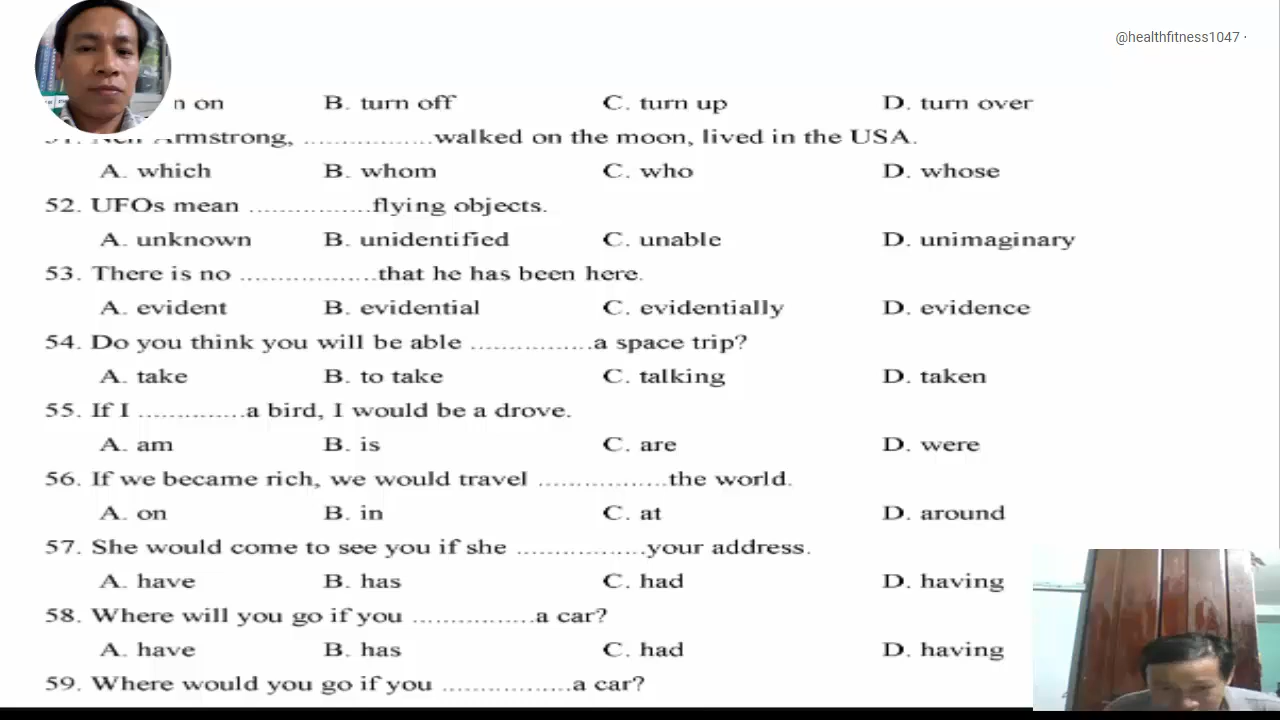 @healthfitness1047 ·
n on B. turn off C. turn up D. turn over
Armstrong, ................walked on the moon, lived in the USA.
A. which B. whom C. who D. whose
52. UFOs mean ................flying objects.
A. unknown B. unidentified C. unable D. unimaginary
53. There is no ..................that he has been here.
A. evident B. evidential C. evidentially D. evidence
54. Do you think you will be able ................a space trip?
A. take B. to take C. talking D. taken
55. If I ..............a bird, I would be a drove.
A. am B. is C. are D. were
56. If we became rich, we would travel .................the world.
A. on B. in C. at D. around
57. She would come to see you if she .................your address.
A. have B. has C. had D. having
58. Where will you go if you ................a car?
A. have B. has C. had D. having
59. Where would you go if you .................a car?